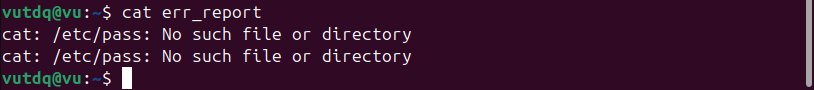 vutdq@vu:~$ cat err_report
cat: /etc/pass: No such file or directory
cat: /etc/pass: No such file or directory
vutdq@vu:~$